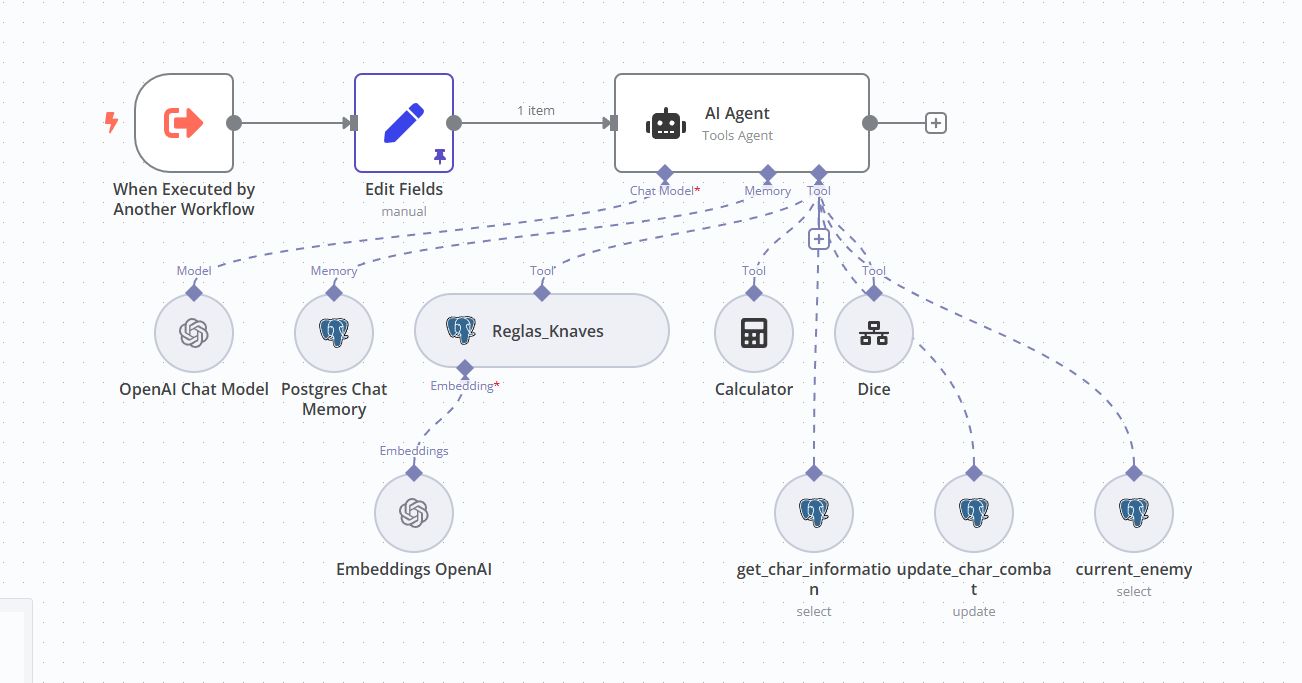 1 item
AI Agent
Tools Agent
When Executed by
Another Workflow
Edit Fields
manual
Chat Model*
Memory
Tool
Model
Memory
Tool
Tool
Tool
Reglas_Knaves
OpenAI Chat Model
Postgres Chat
Memory
Embedding*
Calculator
Dice
Embeddings
Embeddings OpenAI
get_char_informatio
n
select
update_char_comba
t
update
current_enemy
select